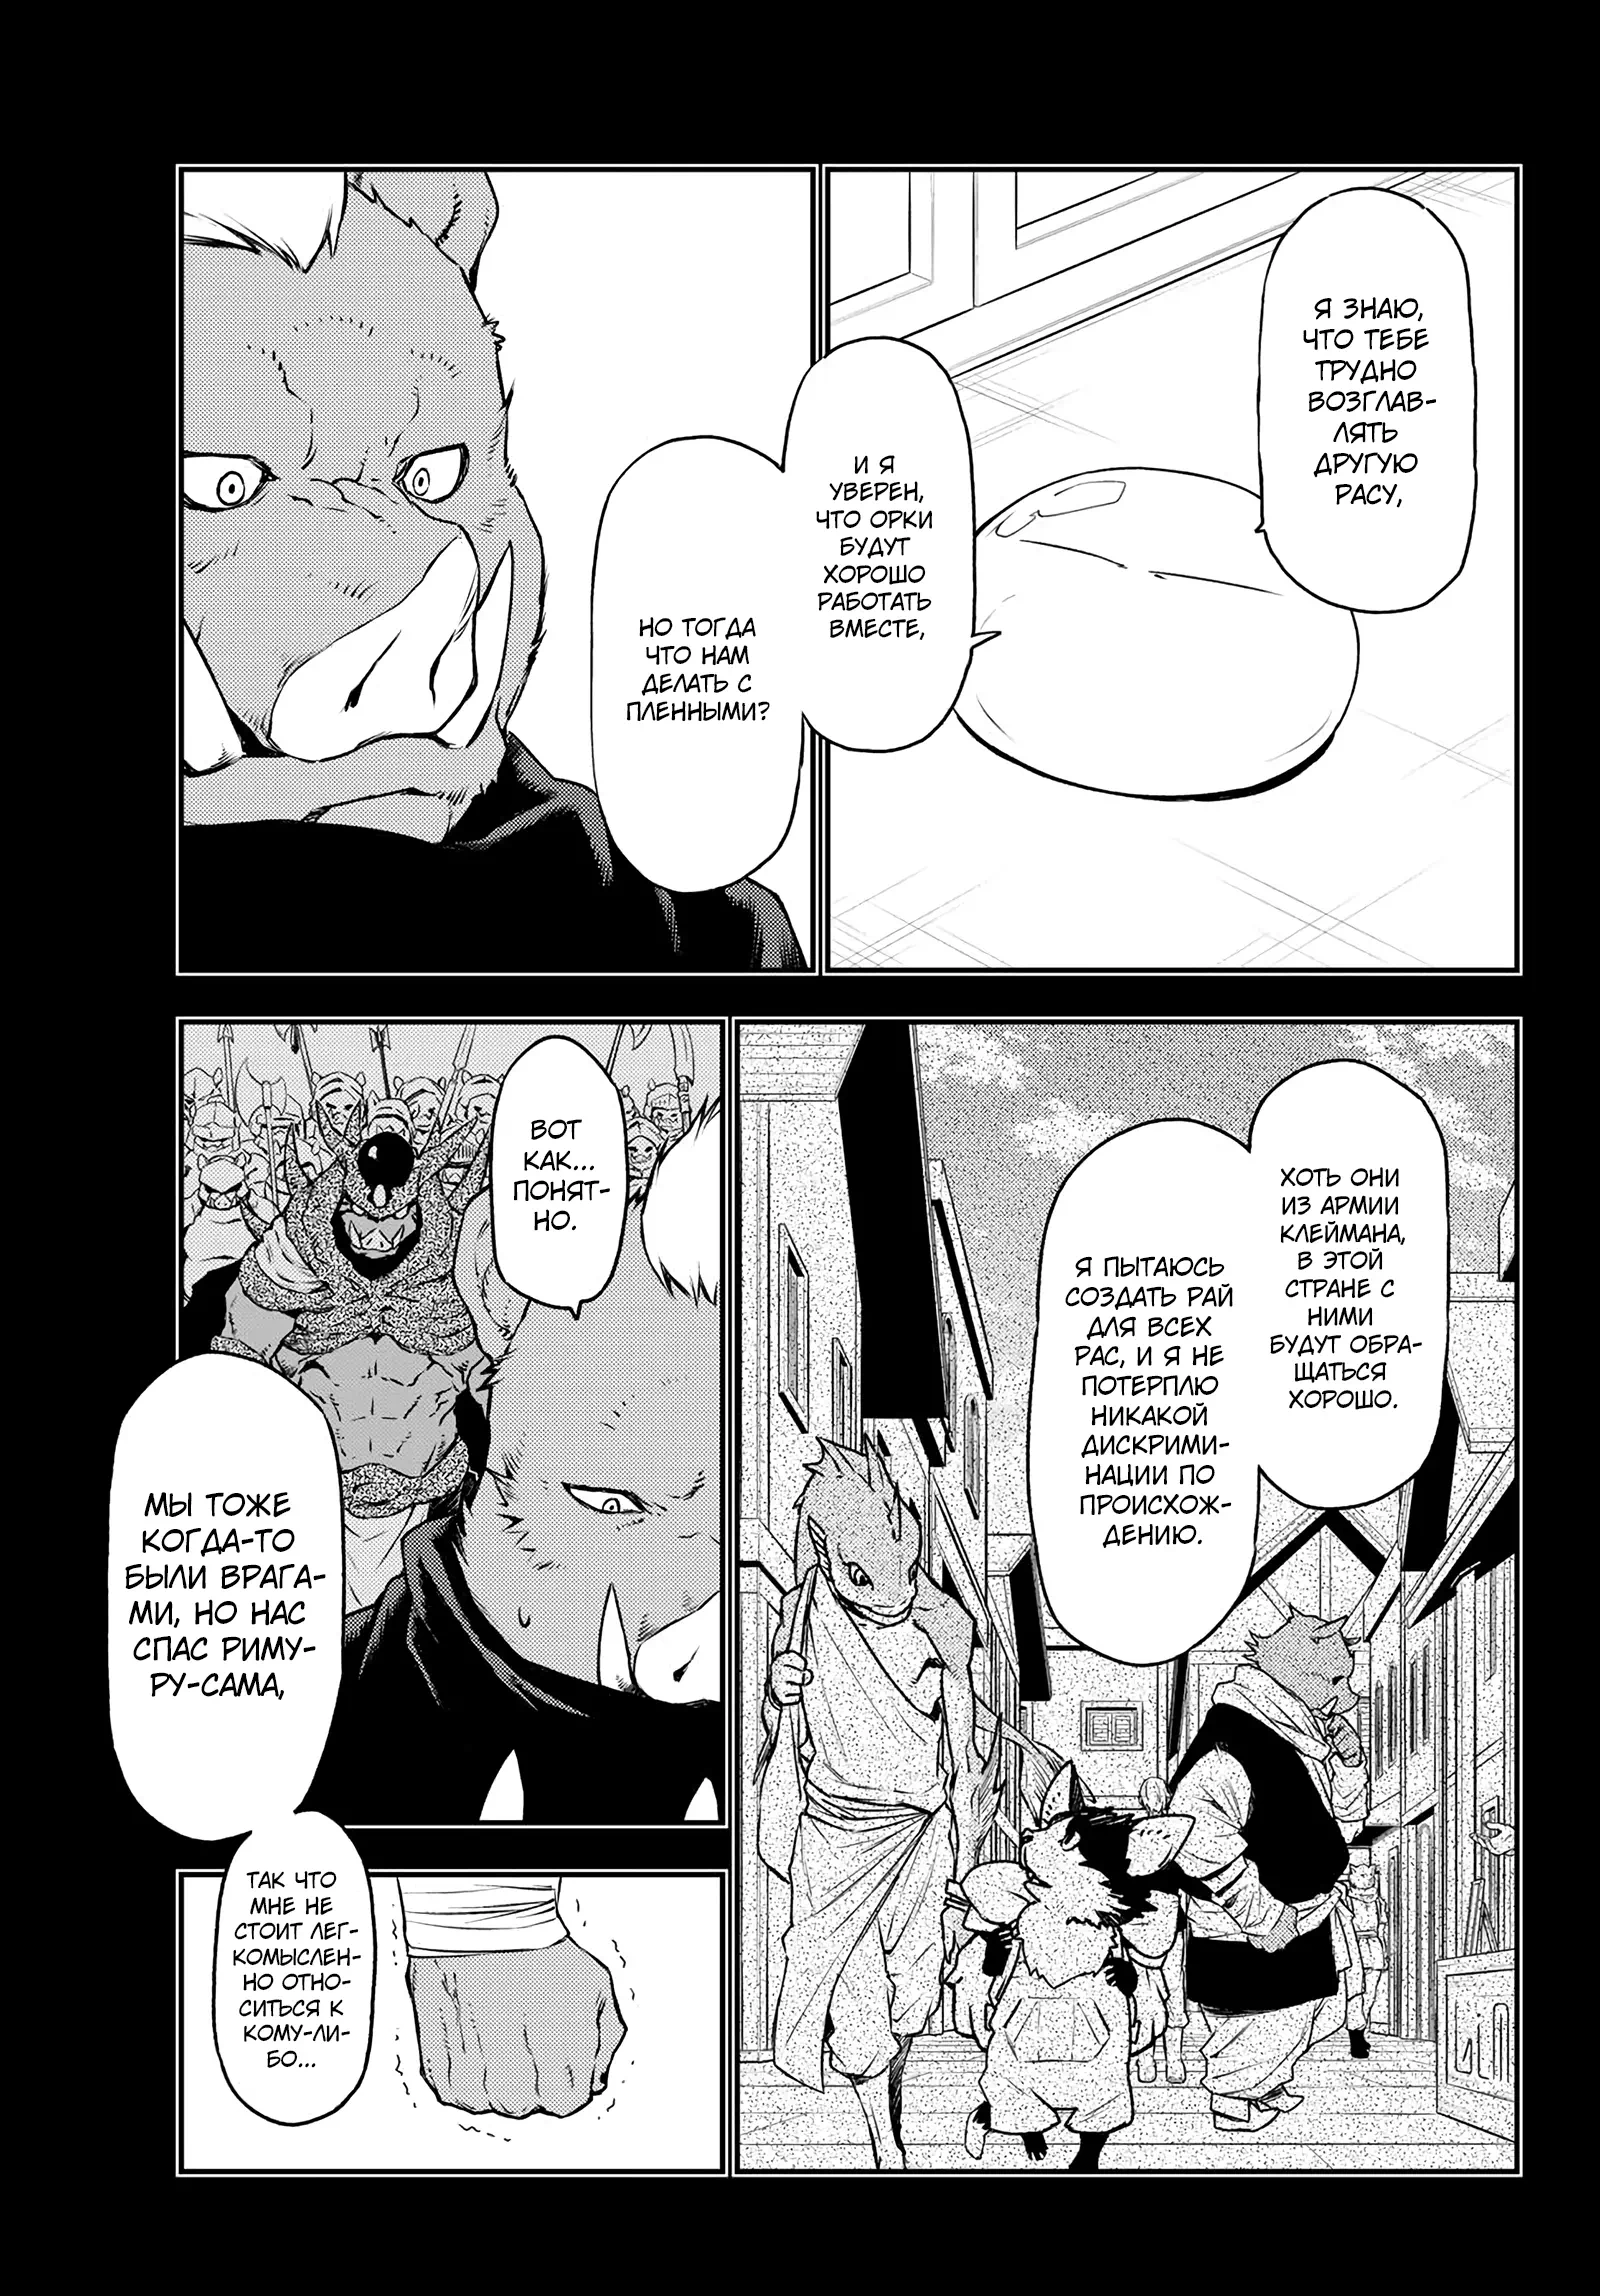 Я ЗНАЮ,
ЧТО ТЕБЕ
ТРУДНО
ВОЗГЛАВ-
ЛЯТЬ
ДРУГУЮ
РАСУ,
И Я
УВЕРЕН,
ЧТО ОРКИ
БУДУТ
ХОРОШО
РАБОТАТЬ
ВМЕСТЕ,
НО ТОГДА
ЧТО НАМ
ДЕЛАТЬ С
ПЛЕННЫМИ?
ХОТЬ ОНИ
ИЗ АРМИИ
КЛЕЙМАНА,
В ЭТОЙ
СТРАНЕ С
НИМИ
БУДУТ ОБРА-
ЩАТЬСЯ
ХОРОШО.
Я ПЫТАЮСЬ
СОЗДАТЬ РАЙ
ДЛЯ ВСЕХ
РАС, И Я НЕ
ПОТЕРПЛЮ
НИКАКОЙ
ДИСКРИМИ-
НАЦИИ ПО
ПРОИСХОЖ-
ДЕНИЮ.
ВОТ
КАК...
ПОНЯТ-
НО.
МЫ ТОЖЕ
КОГДА-ТО
БЫЛИ ВРАГА-
МИ, НО НАС
СПАС РИМУ-
РУ-САМА,
ТАК ЧТО
МНЕ НЕ
СТОИТ ЛЕГ-
КОМЫСЛЕН-
НО ОТНО-
СИТЬСЯ К
КОМУ-ЛИ-
БО...